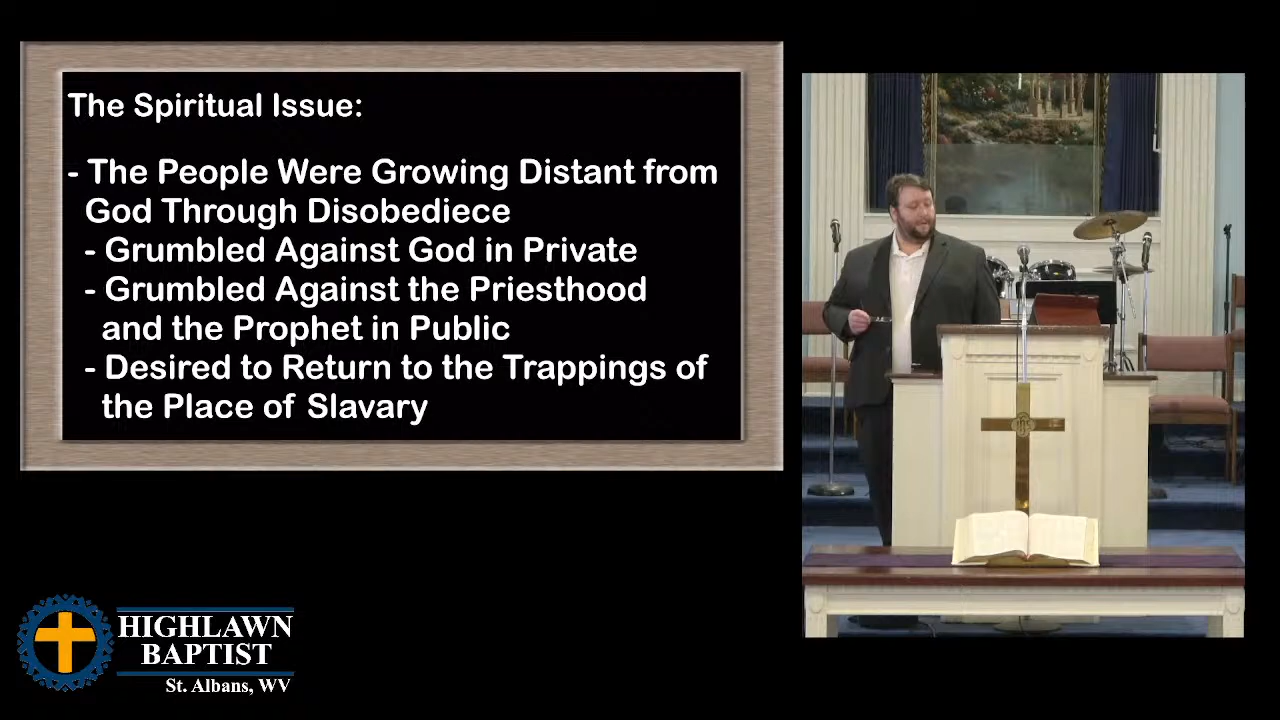 The Spiritual Issue:
- The People Were Growing Distant from
God Through Disobediece
- Grumbled Against God in Private
- Grumbled Against the Priesthood
and the Prophet in Public
- Desired to Return to the Trappings of
the Place of Slavary
HIGHLAWN
BAPTIST
St. Albans, WV